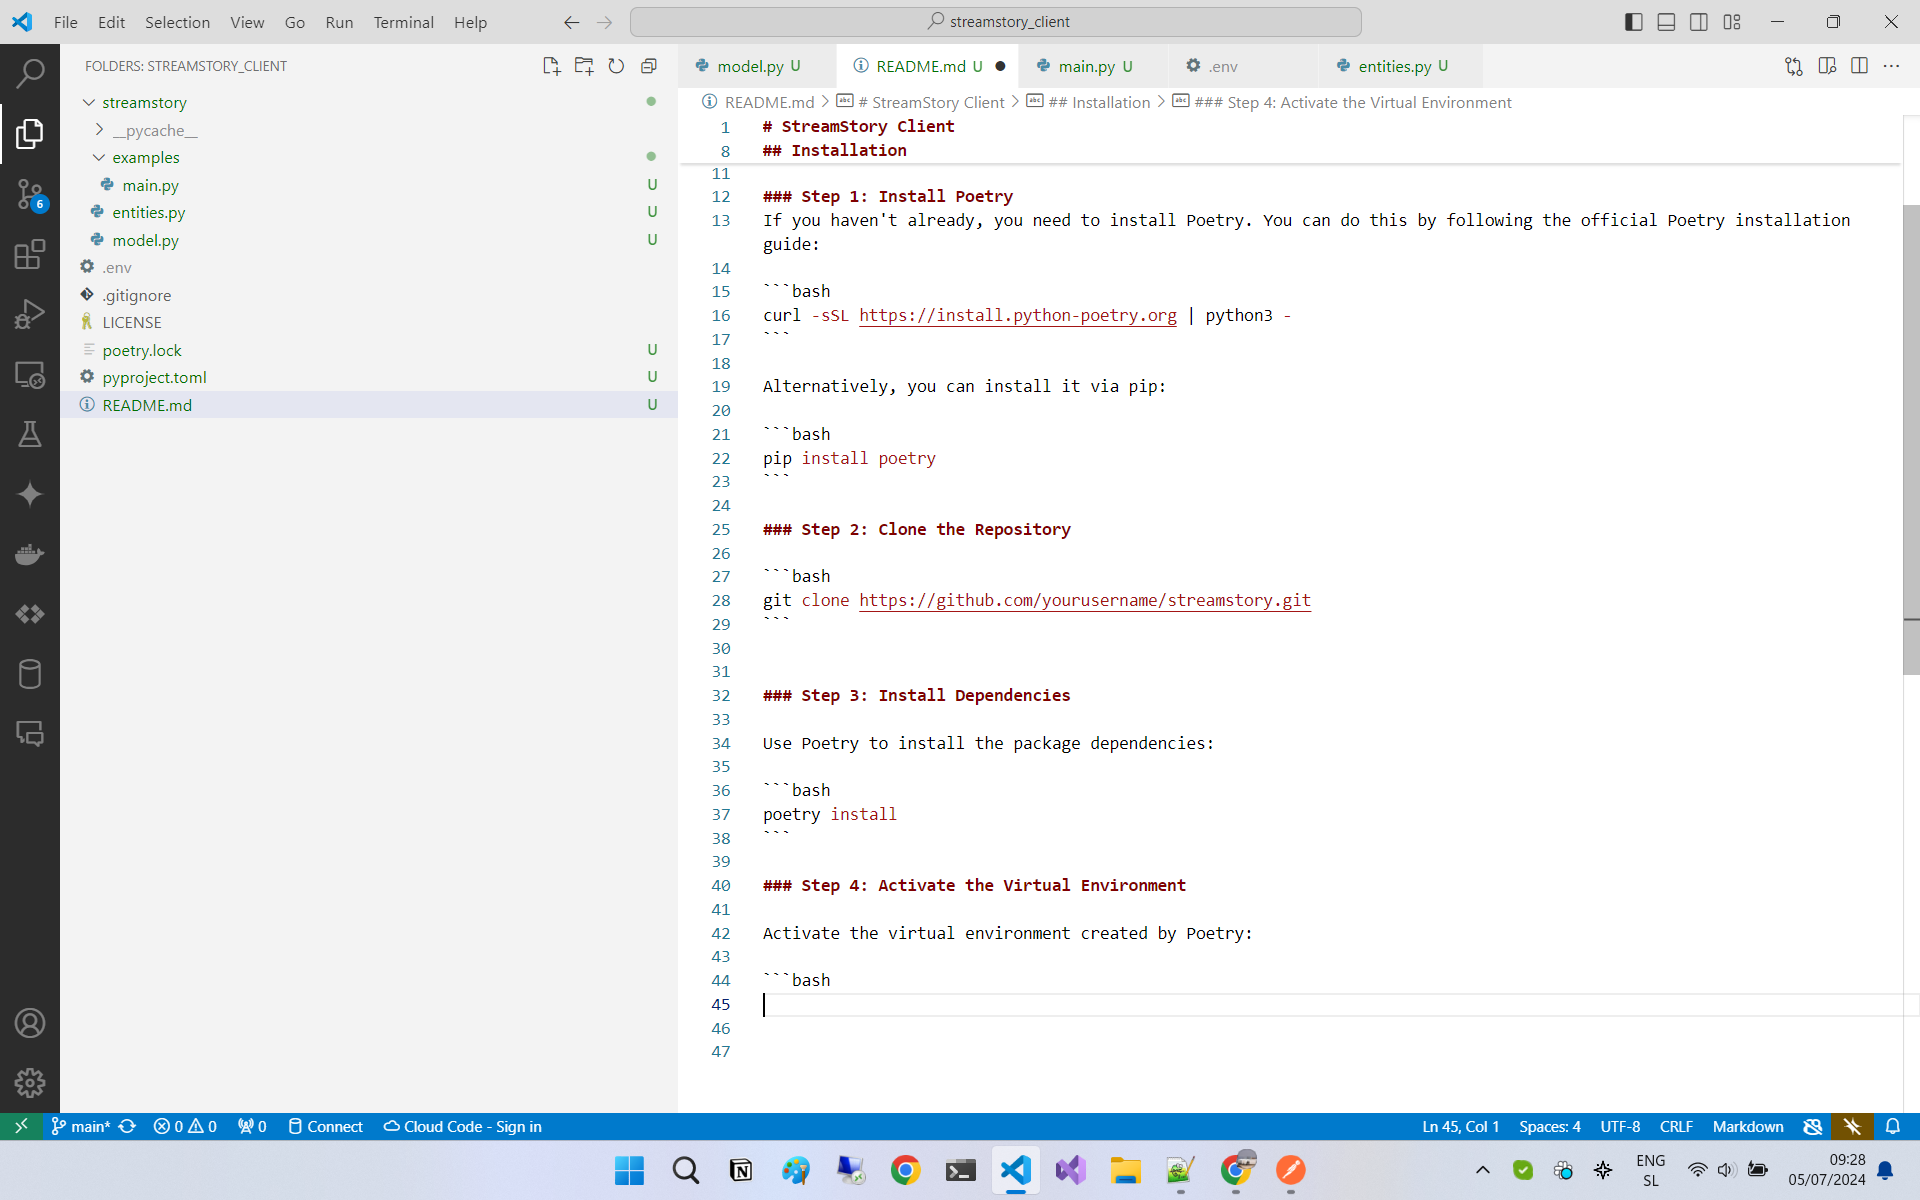 File Edit Selection View Go Run Terminal Help
streamstory_client
FOLDERS: STREAMSTORY_CLIENT
streamstory
__pycache__
examples
main.py U
entities.py U
model.py U
.env
.gitignore
LICENSE
poetry.lock U
pyproject.toml U
README.md U
6
model.py U
README.md U
main.py U
.env
entities.py U
README.md # StreamStory Client ## Installation ### Step 4: Activate the Virtual Environment
1 # StreamStory Client
8 ## Installation
11
12 ### Step 1: Install Poetry
13 If you haven't already, you need to install Poetry. You can do this by following the official Poetry installation
guide:
14
15 ```bash
16 curl -sSL https://install.python-poetry.org | python3 -
17 ```
18
19 Alternatively, you can install it via pip:
20
21 ```bash
22 pip install poetry
23 ```
24
25 ### Step 2: Clone the Repository
26
27 ```bash
28 git clone https://github.com/yourusername/streamstory.git
29 ```
30
31
32 ### Step 3: Install Dependencies
33
34 Use Poetry to install the package dependencies:
35
36 ```bash
37 poetry install
38 ```
39
40 ### Step 4: Activate the Virtual Environment
41
42 Activate the virtual environment created by Poetry:
43
44 ```bash
45
46
47
main* 0 0 0 Connect Cloud Code - Sign in
Ln 45, Col 1 Spaces: 4 UTF-8 CRLF Markdown
ENG
SL
09:28
05/07/2024